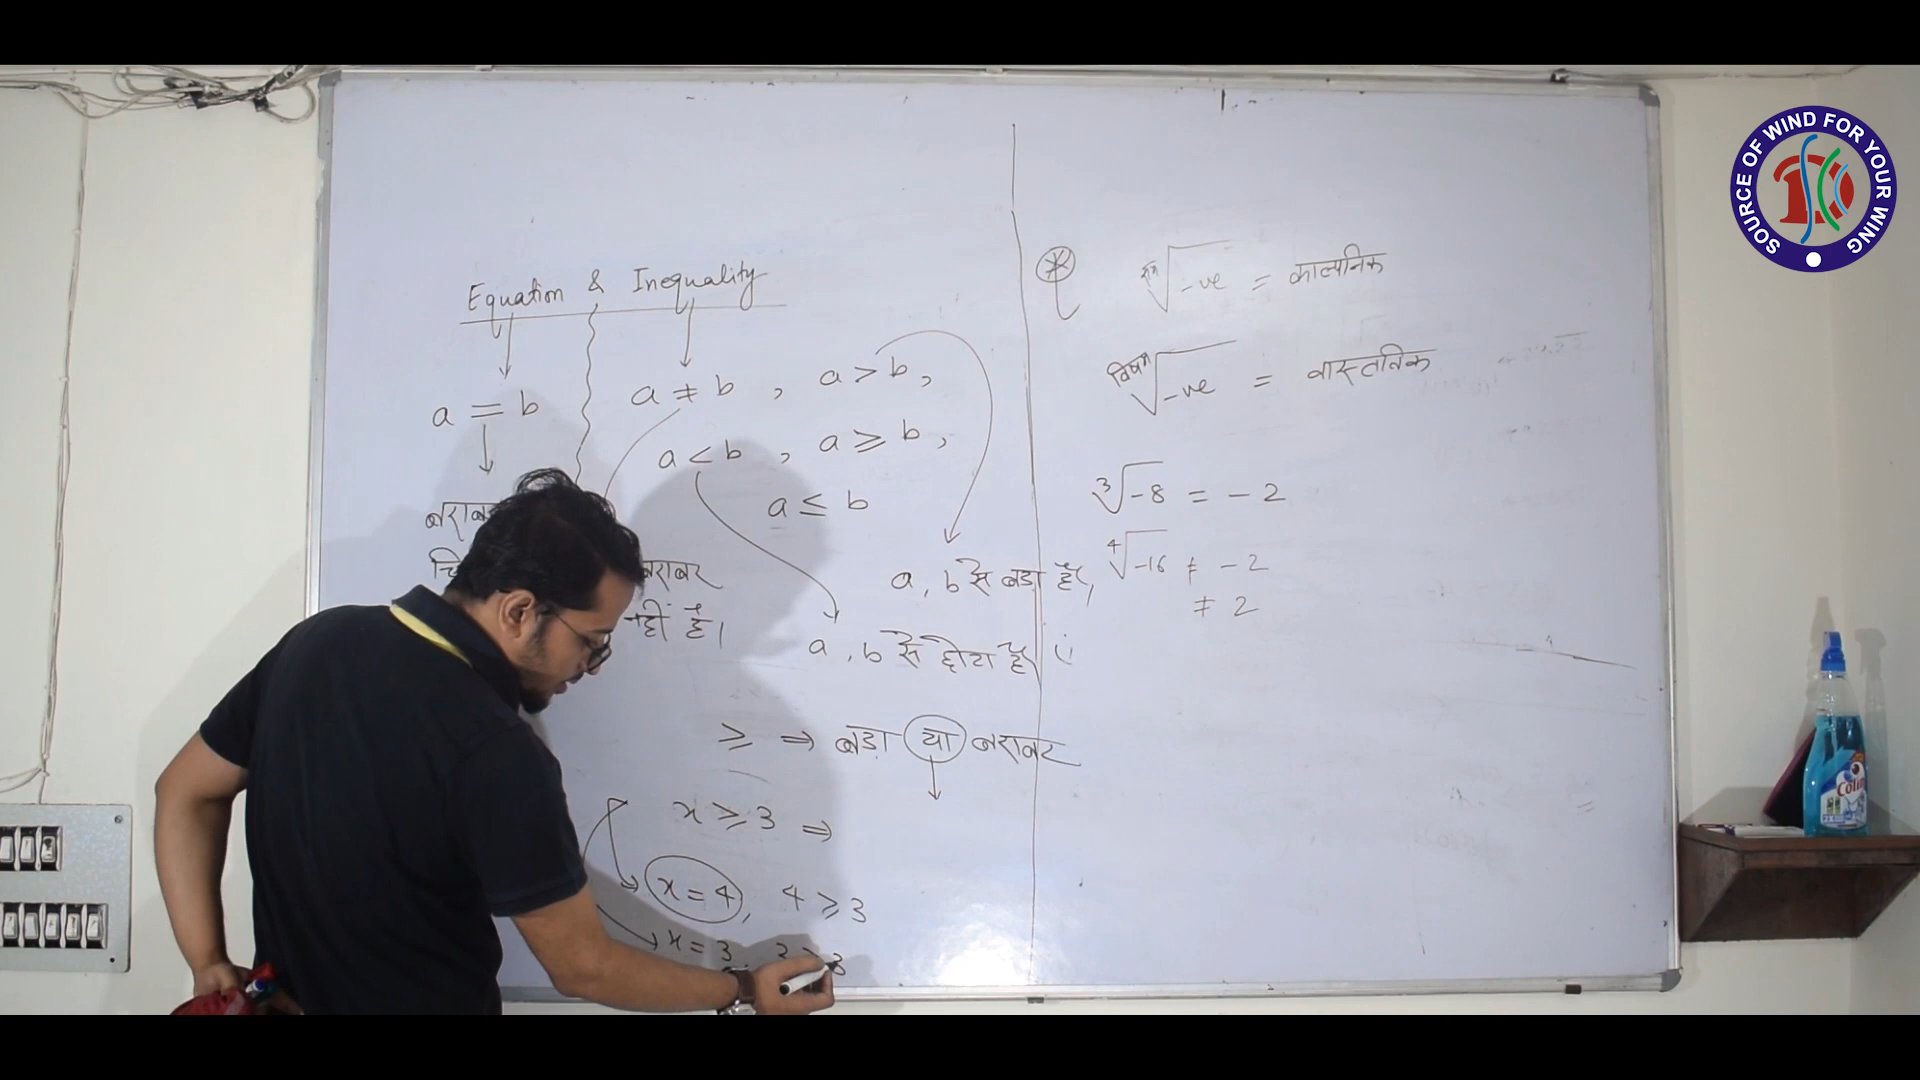 Equation & Inequality
a = b
a ≠ b , a > b ,
a < b , a ≥ b ,
a ≤ b
बराबर
नहीं है।
a, b से बड़ा है,
a, b से छोटा है।
≥ ⇒ बड़ा या बराबर
x ≥ 3 ⇒
x = 4, 4 ≥ 3
x = 3,
सम√-ve = काल्पनिक
विषम√-ve = वास्तविक
³√-8 = -2
⁴√-16 ≠ -2
≠ 2
SOURCE OF WIND FOR YOUR WING
Colin